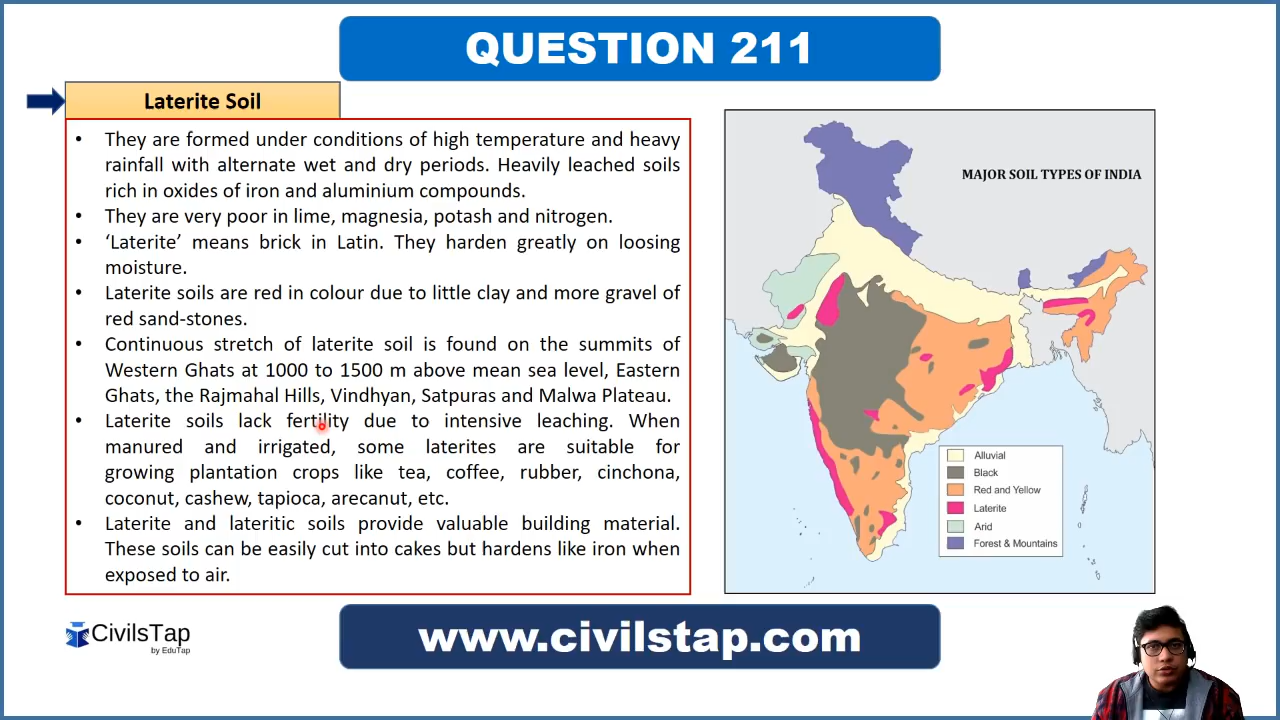 QUESTION 211
Laterite Soil
• They are formed under conditions of high temperature and heavy
rainfall with alternate wet and dry periods. Heavily leached soils
rich in oxides of iron and aluminium compounds.
• They are very poor in lime, magnesia, potash and nitrogen.
• ‘Laterite’ means brick in Latin. They harden greatly on loosing
moisture.
• Laterite soils are red in colour due to little clay and more gravel of
red sand-stones.
• Continuous stretch of laterite soil is found on the summits of
Western Ghats at 1000 to 1500 m above mean sea level, Eastern
Ghats, the Rajmahal Hills, Vindhyan, Satpuras and Malwa Plateau.
• Laterite soils lack fertility due to intensive leaching. When
manured and irrigated, some laterites are suitable for
growing plantation crops like tea, coffee, rubber, cinchona,
coconut, cashew, tapioca, arecanut, etc.
• Laterite and lateritic soils provide valuable building material.
These soils can be easily cut into cakes but hardens like iron when
exposed to air.
MAJOR SOIL TYPES OF INDIA
Alluvial
Black
Red and Yellow
Laterite
Arid
Forest & Mountains
CivilsTap
by EduTap
www.civilstap.com